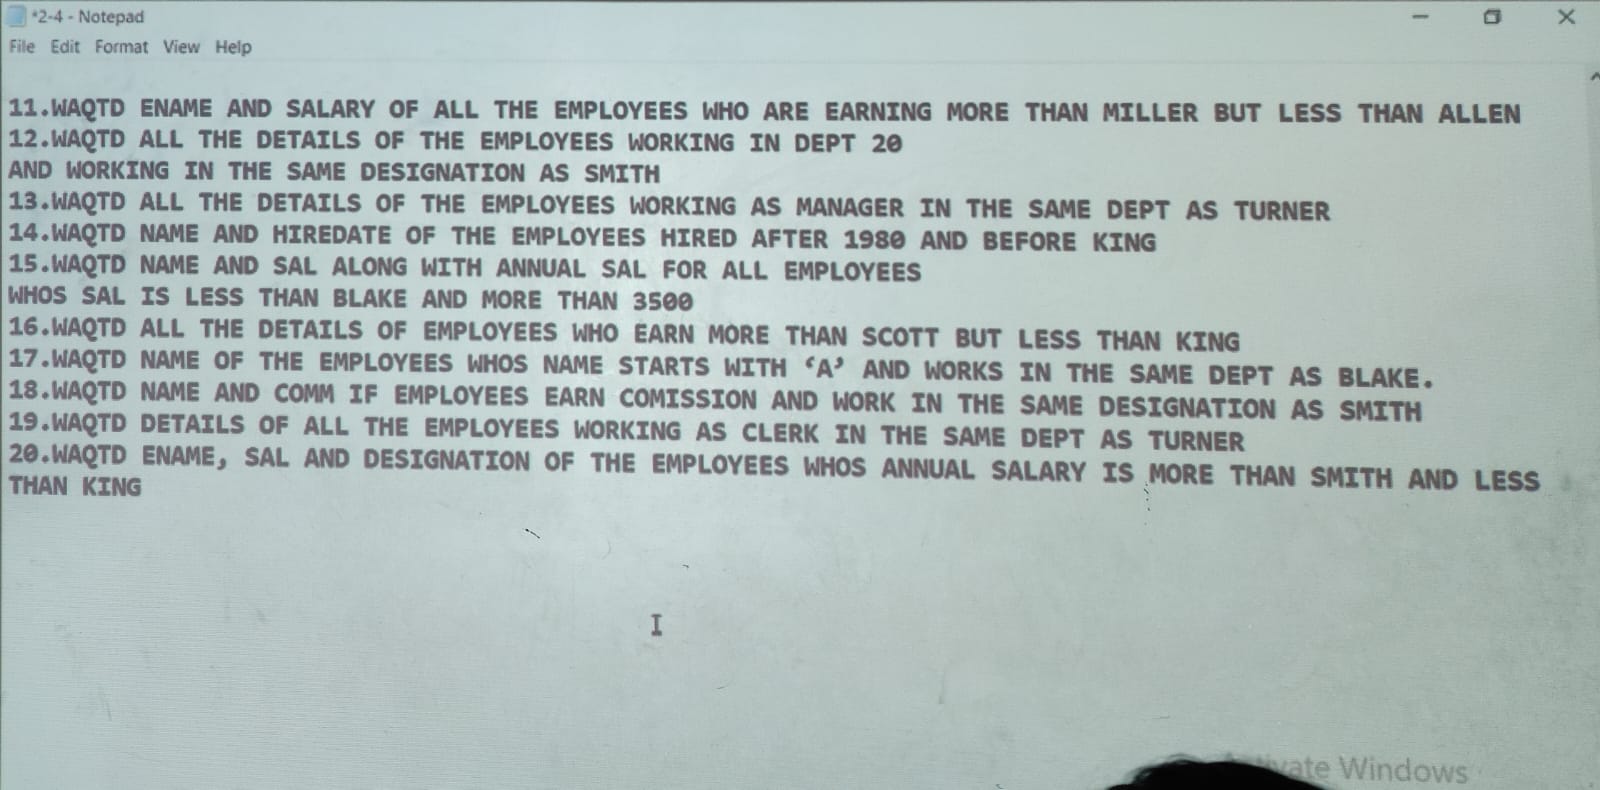 *2-4 - Notepad
File Edit Format View Help
11.WAQTD ENAME AND SALARY OF ALL THE EMPLOYEES WHO ARE EARNING MORE THAN MILLER BUT LESS THAN ALLEN
12.WAQTD ALL THE DETAILS OF THE EMPLOYEES WORKING IN DEPT 20
AND WORKING IN THE SAME DESIGNATION AS SMITH
13.WAQTD ALL THE DETAILS OF THE EMPLOYEES WORKING AS MANAGER IN THE SAME DEPT AS TURNER
14.WAQTD NAME AND HIREDATE OF THE EMPLOYEES HIRED AFTER 1980 AND BEFORE KING
15.WAQTD NAME AND SAL ALONG WITH ANNUAL SAL FOR ALL EMPLOYEES
WHOS SAL IS LESS THAN BLAKE AND MORE THAN 3500
16.WAQTD ALL THE DETAILS OF EMPLOYEES WHO EARN MORE THAN SCOTT BUT LESS THAN KING
17.WAQTD NAME OF THE EMPLOYEES WHOS NAME STARTS WITH ‘A’ AND WORKS IN THE SAME DEPT AS BLAKE.
18.WAQTD NAME AND COMM IF EMPLOYEES EARN COMISSION AND WORK IN THE SAME DESIGNATION AS SMITH
19.WAQTD DETAILS OF ALL THE EMPLOYEES WORKING AS CLERK IN THE SAME DEPT AS TURNER
20.WAQTD ENAME, SAL AND DESIGNATION OF THE EMPLOYEES WHOS ANNUAL SALARY IS MORE THAN SMITH AND LESS
THAN KING
Windows